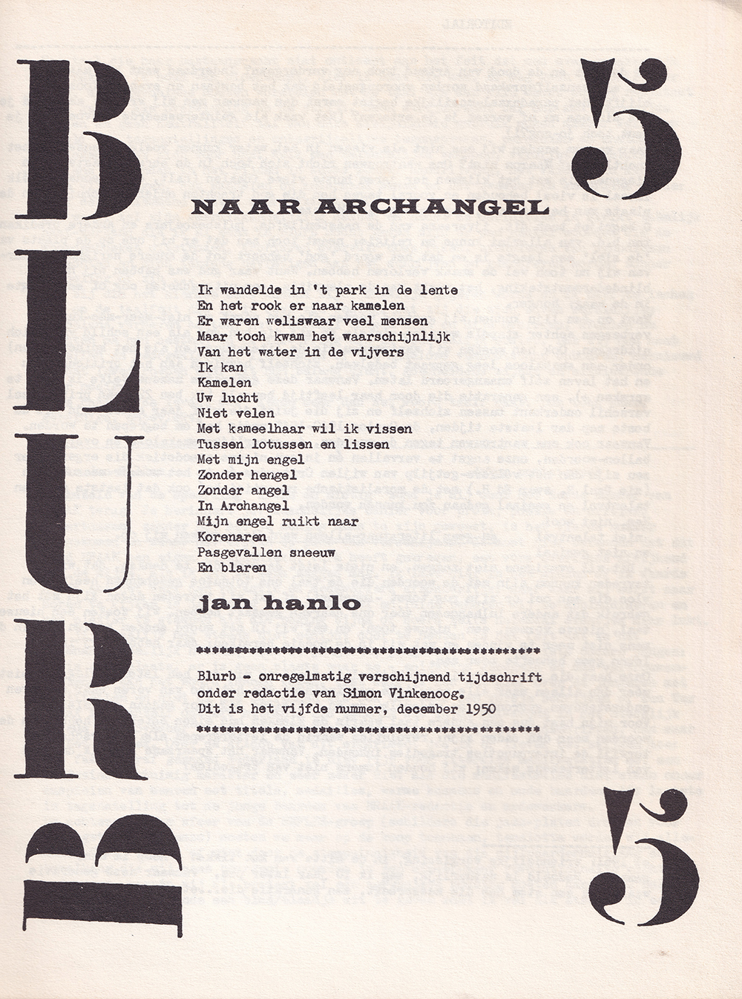 BLURB
5
NAAR ARCHANGEL
Ik wandelde in 't park in de lente
En het rook er naar kamelen
Er waren weliswaar veel mensen
Maar toch kwam het waarschijnlijk
Van het water in de vijvers
Ik kan
Kamelen
Uw lucht
Niet velen
Met kameelhaar wil ik vissen
Tussen lotussen en lissen
Met mijn engel
Zonder hengel
Zonder angel
In Archangel
Mijn engel ruikt naar
Korenaren
Pasgevallen sneeuw
En blaren
jan hanlo
******************************************************
Blurb - onregelmatig verschijnend tijdschrift
onder redactie van Simon Vinkenoog.
Dit is het vijfde nummer, december 1950
******************************************************
5